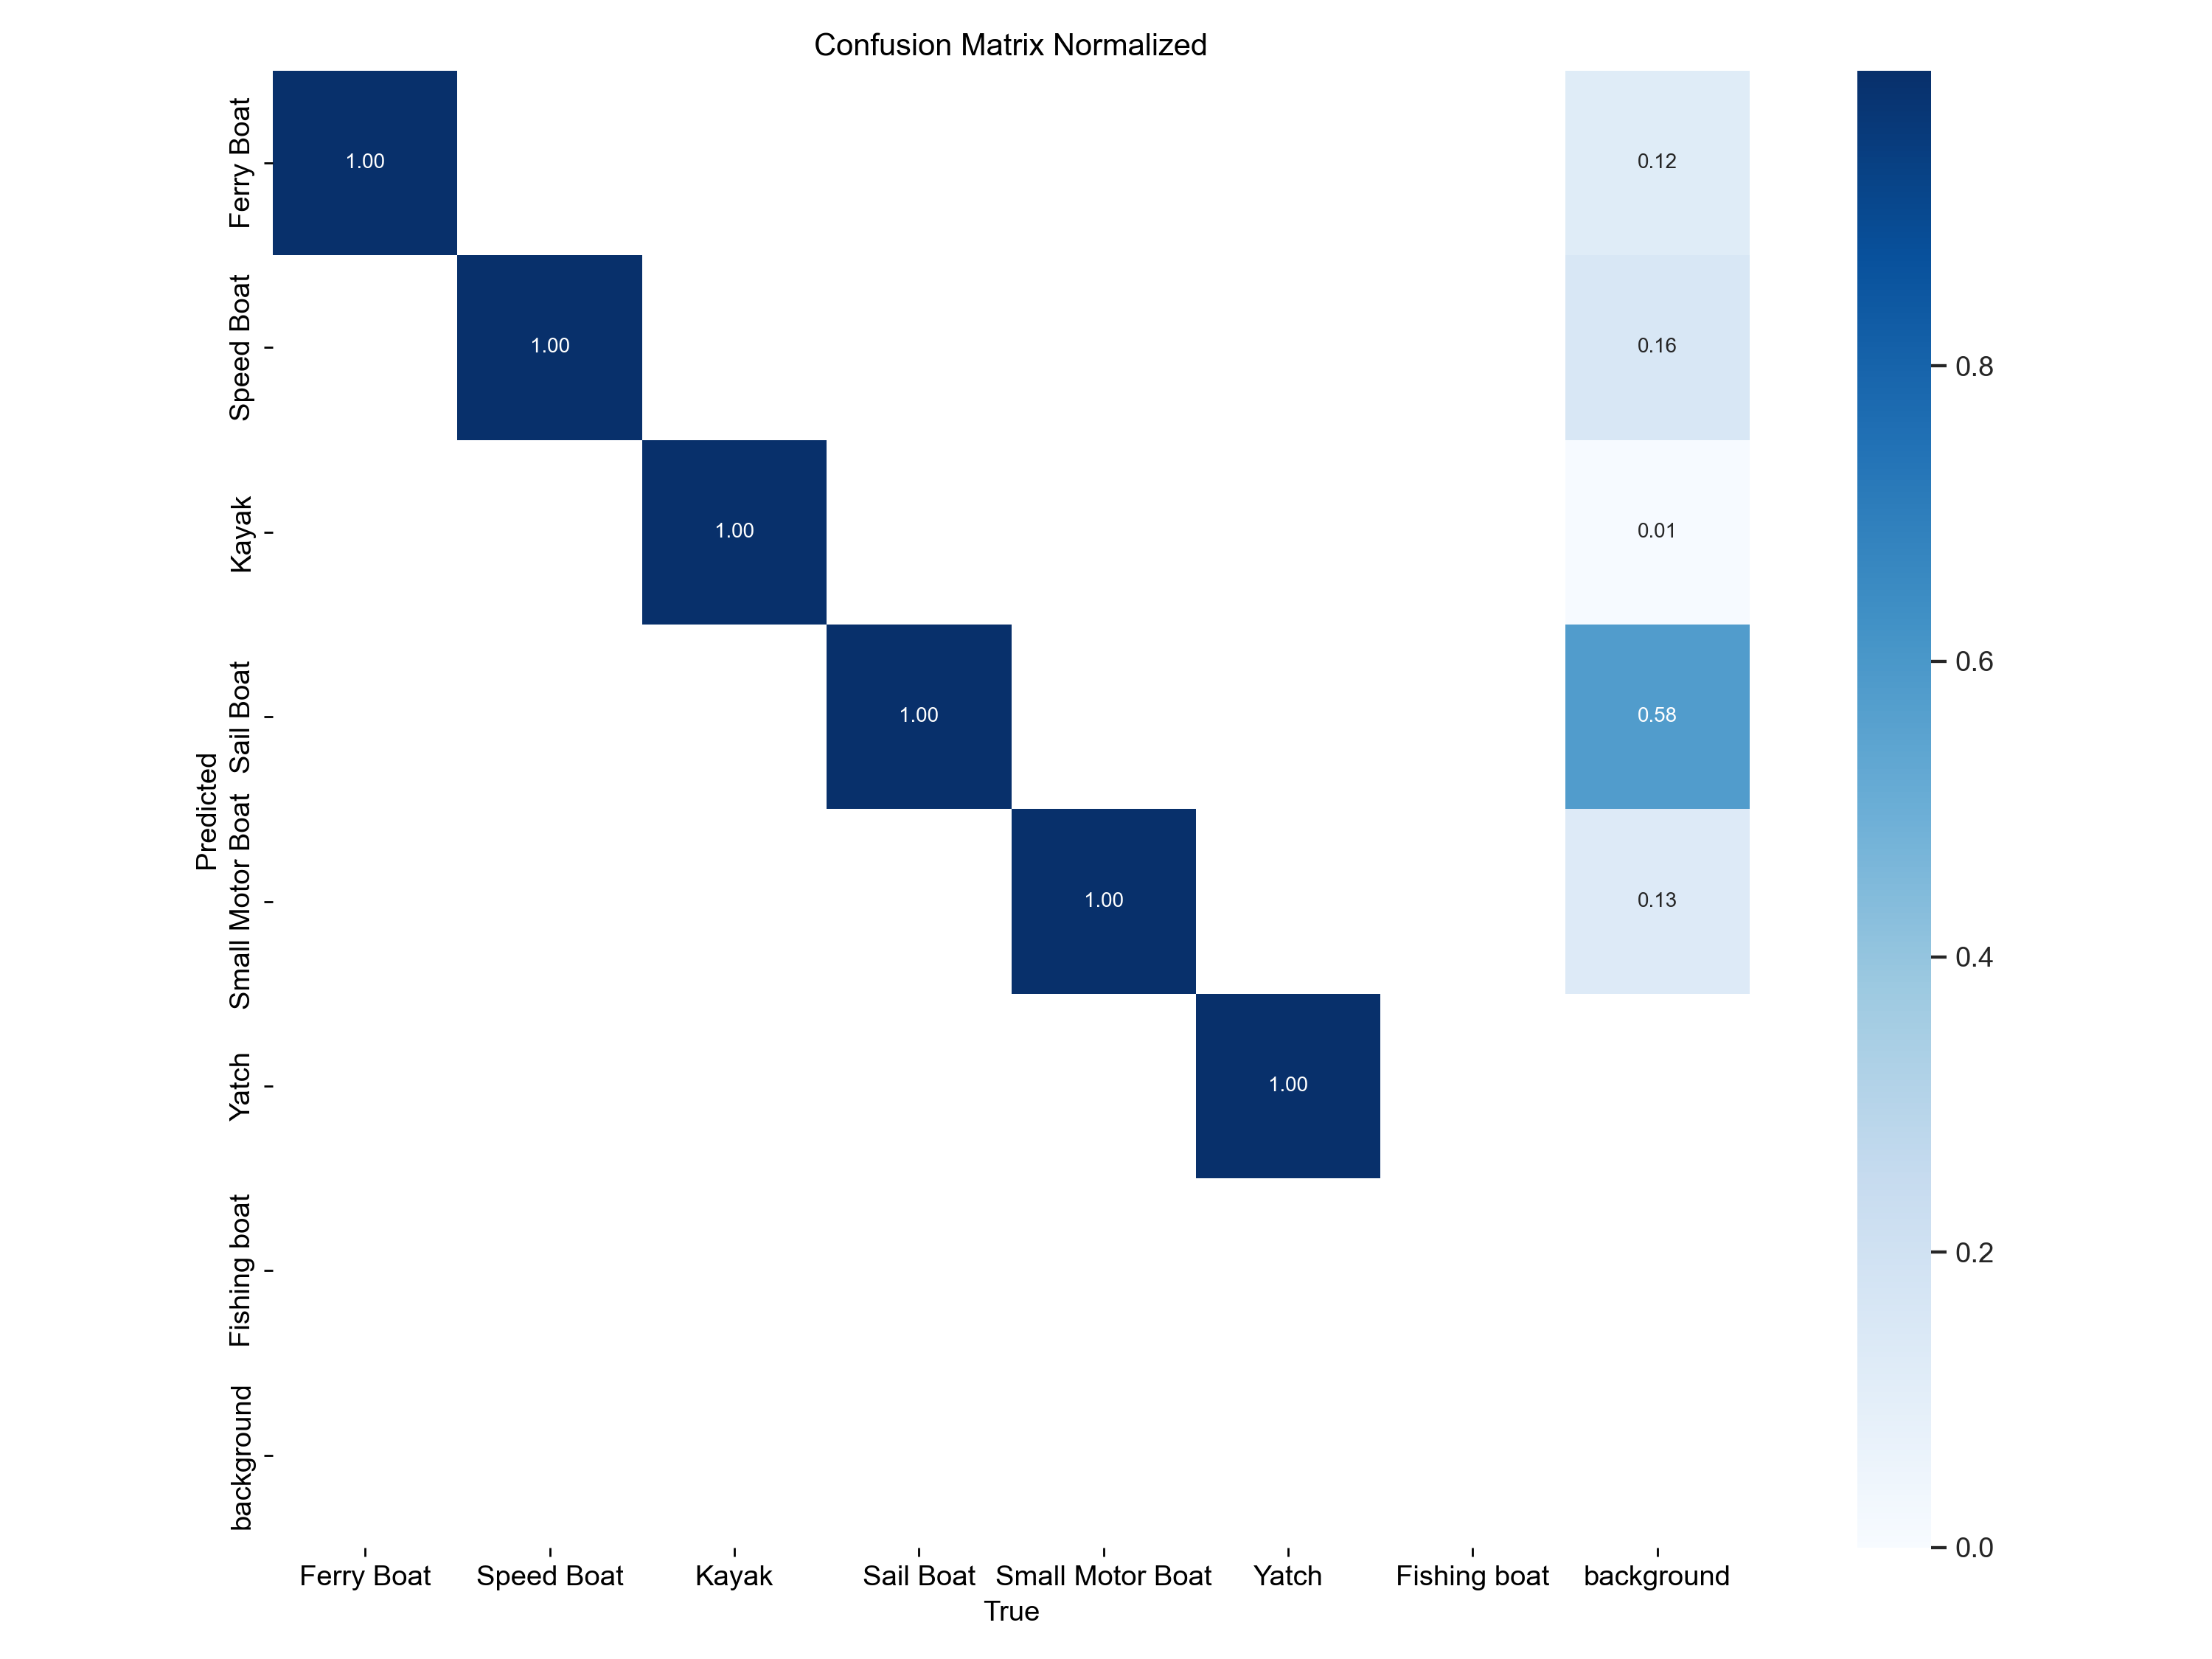 Confusion Matrix Normalized
Ferry Boat
1.00
0.12
Speed Boat
1.00
0.16
Kayak
1.00
0.01
Sail Boat
1.00
0.58
Small Motor Boat
1.00
0.13
Yatch
1.00
Fishing boat
background
Predicted
Ferry Boat Speed Boat Kayak Sail Boat Small Motor Boat Yatch Fishing boat background
True
0.8
0.6
0.4
0.2
0.0